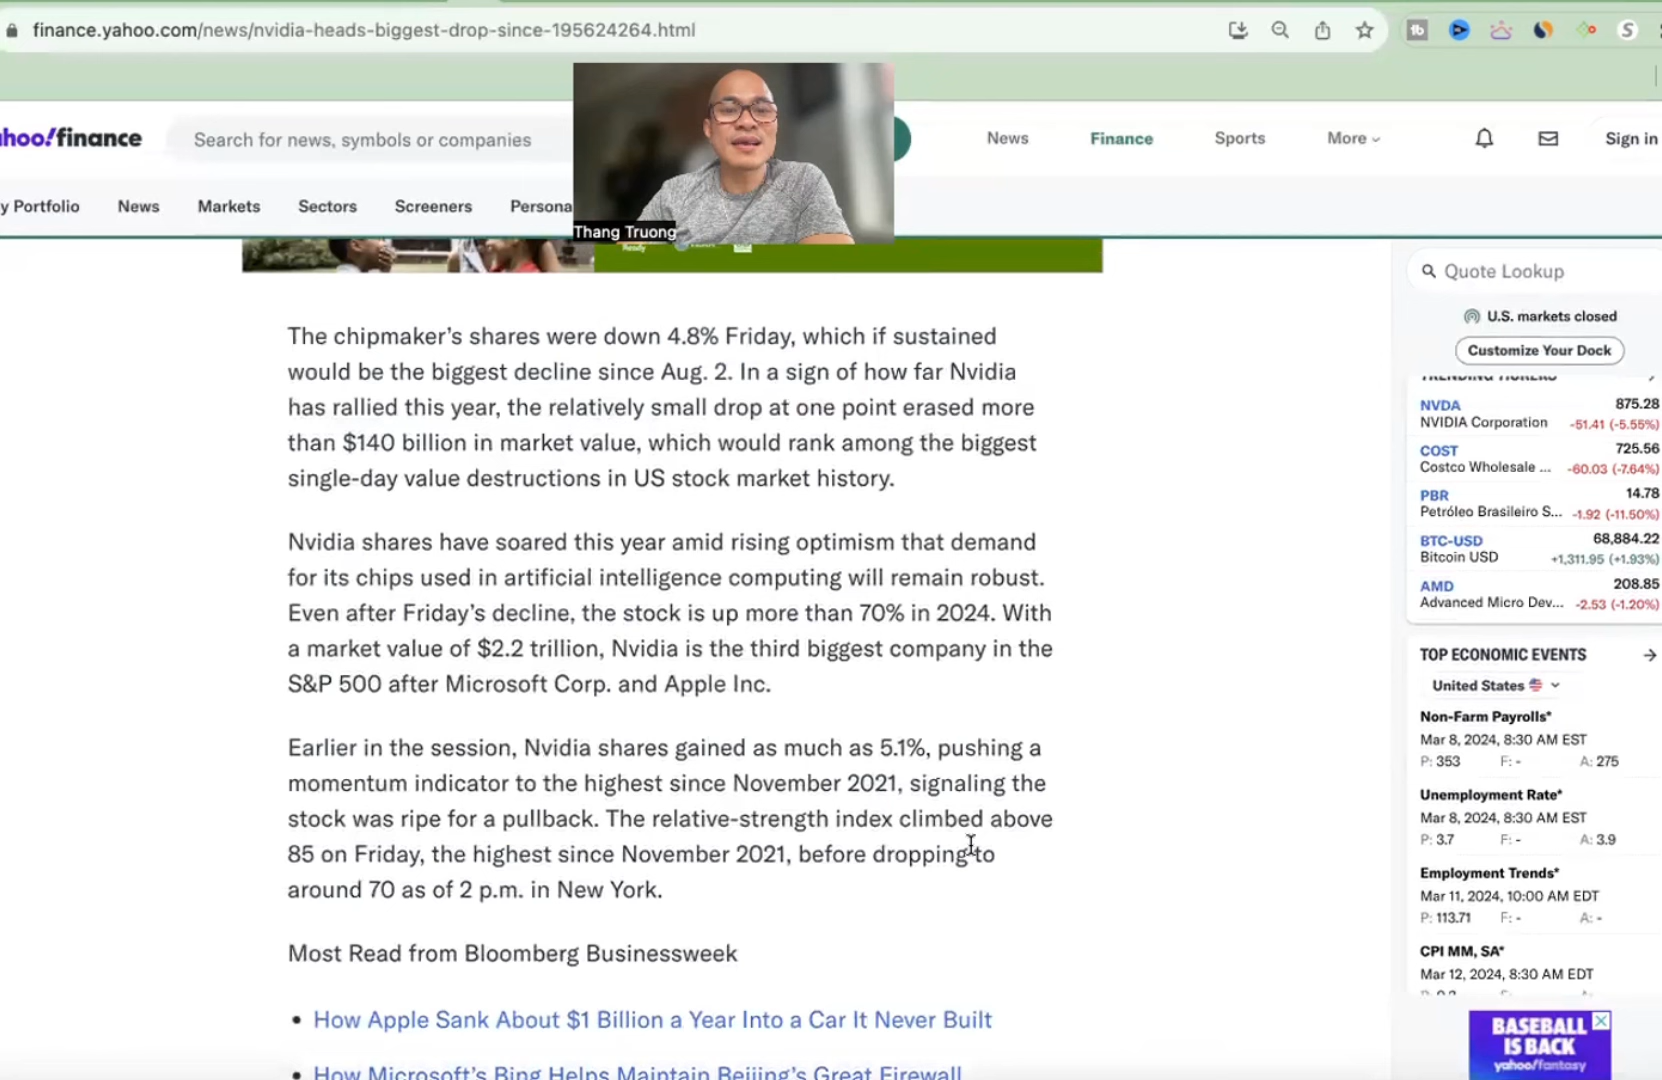 finance.yahoo.com/news/nvidia-heads-biggest-drop-since-195624264.html
hoo!finance
Search for news, symbols or companies
News
Finance
Sports
More
Sign in
y Portfolio
News
Markets
Sectors
Screeners
Persona
Thang Truong
The chipmaker's shares were down 4.8% Friday, which if sustained
would be the biggest decline since Aug. 2. In a sign of how far Nvidia
has rallied this year, the relatively small drop at one point erased more
than $140 billion in market value, which would rank among the biggest
single-day value destructions in US stock market history.
Nvidia shares have soared this year amid rising optimism that demand
for its chips used in artificial intelligence computing will remain robust.
Even after Friday's decline, the stock is up more than 70% in 2024. With
a market value of $2.2 trillion, Nvidia is the third biggest company in the
S&P 500 after Microsoft Corp. and Apple Inc.
Earlier in the session, Nvidia shares gained as much as 5.1%, pushing a
momentum indicator to the highest since November 2021, signaling the
stock was ripe for a pullback. The relative-strength index climbed above
85 on Friday, the highest since November 2021, before dropping to
around 70 as of 2 p.m. in New York.
Most Read from Bloomberg Businessweek
• How Apple Sank About $1 Billion a Year Into a Car It Never Built
• How Microsoft's Bing Helps Maintain Beijing's Great Firewall
Quote Lookup
U.S. markets closed
Customize Your Dock
TRENDING TICKERS
NVDA 875.28
NVIDIA Corporation -51.41 (-5.55%)
COST 725.56
Costco Wholesale ... -60.03 (-7.64%)
PBR 14.78
Petróleo Brasileiro S... -1.92 (-11.50%)
BTC-USD 68,884.22
Bitcoin USD +1,311.95 (+1.93%)
AMD 208.85
Advanced Micro Dev... -2.53 (-1.20%)
TOP ECONOMIC EVENTS
United States
Non-Farm Payrolls*
Mar 8, 2024, 8:30 AM EST
P: 353 F: - A: 275
Unemployment Rate*
Mar 8, 2024, 8:30 AM EST
P: 3.7 F: - A: 3.9
Employment Trends*
Mar 11, 2024, 10:00 AM EDT
P: 113.71 F: - A: -
CPI MM, SA*
Mar 12, 2024, 8:30 AM EDT
BASEBALL
IS BACK
yahoo!fantasy